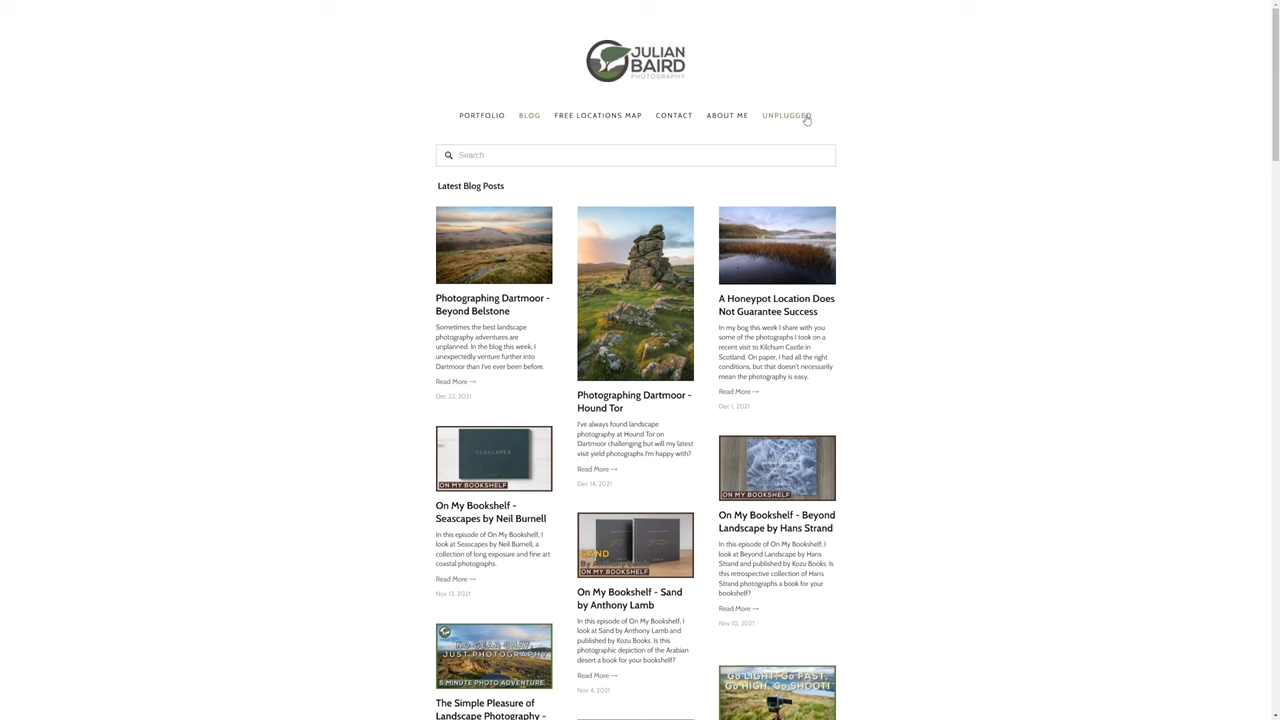 JULIAN
BAIRD
PHOTOGRAPHY
PORTFOLIO BLOG FREE LOCATIONS MAP CONTACT ABOUT ME UNPLUGGED
Search
Latest Blog Posts
Photographing Dartmoor -
Beyond Belstone
Sometimes the best landscape
photography adventures are
unplanned. In the blog this week, I
unexpectedly venture further into
Dartmoor than I've ever been before.
Read More →
Dec 22, 2021
SEASCAPES
ON MY BOOKSHELF
On My Bookshelf -
Seascapes by Neil Burnell
In this episode of On My Bookshelf, I
look at Seascapes by Neil Burnell, a
collection of long exposure and fine art
coastal photographs.
Read More →
Nov 13, 2021
NO GEAR CHAT,
JUST PHOTOGRAPHY
5 MINUTE PHOTO ADVENTURE
The Simple Pleasure of
Landscape Photography -
Photographing Dartmoor -
Hound Tor
I've always found landscape
photography at Hound Tor on
Dartmoor challenging but will my latest
visit yield photographs I'm happy with?
Read More →
Dec 14, 2021
SAND
By Anthony Lamb
ON MY BOOKSHELF
On My Bookshelf - Sand
by Anthony Lamb
In this episode of On My Bookshelf, I
look at Sand by Anthony Lamb and
published by Kozu Books. Is this
photographic depiction of the Arabian
desert a book for your bookshelf?
Read More →
Nov 4, 2021
A Honeypot Location Does
Not Guarantee Success
In my bog this week I share with you
some of the photographs I took on a
recent visit to Kilchurn Castle in
Scotland. On paper, I had all the right
conditions, but that doesn't necessarily
mean the photography is easy.
Read More →
Dec 1, 2021
ON MY BOOKSHELF
On My Bookshelf - Beyond
Landscape by Hans Strand
In this episode of On My Bookshelf, I
look at Beyond Landscape by Hans
Strand and published by Kozu Books. Is
this retrospective collection of Hans
Strand photographs a book for your
bookshelf?
Read More →
Nov 10, 2021
GO LIGHT, GO FAST,
GO HIGH, GO SHOOT!